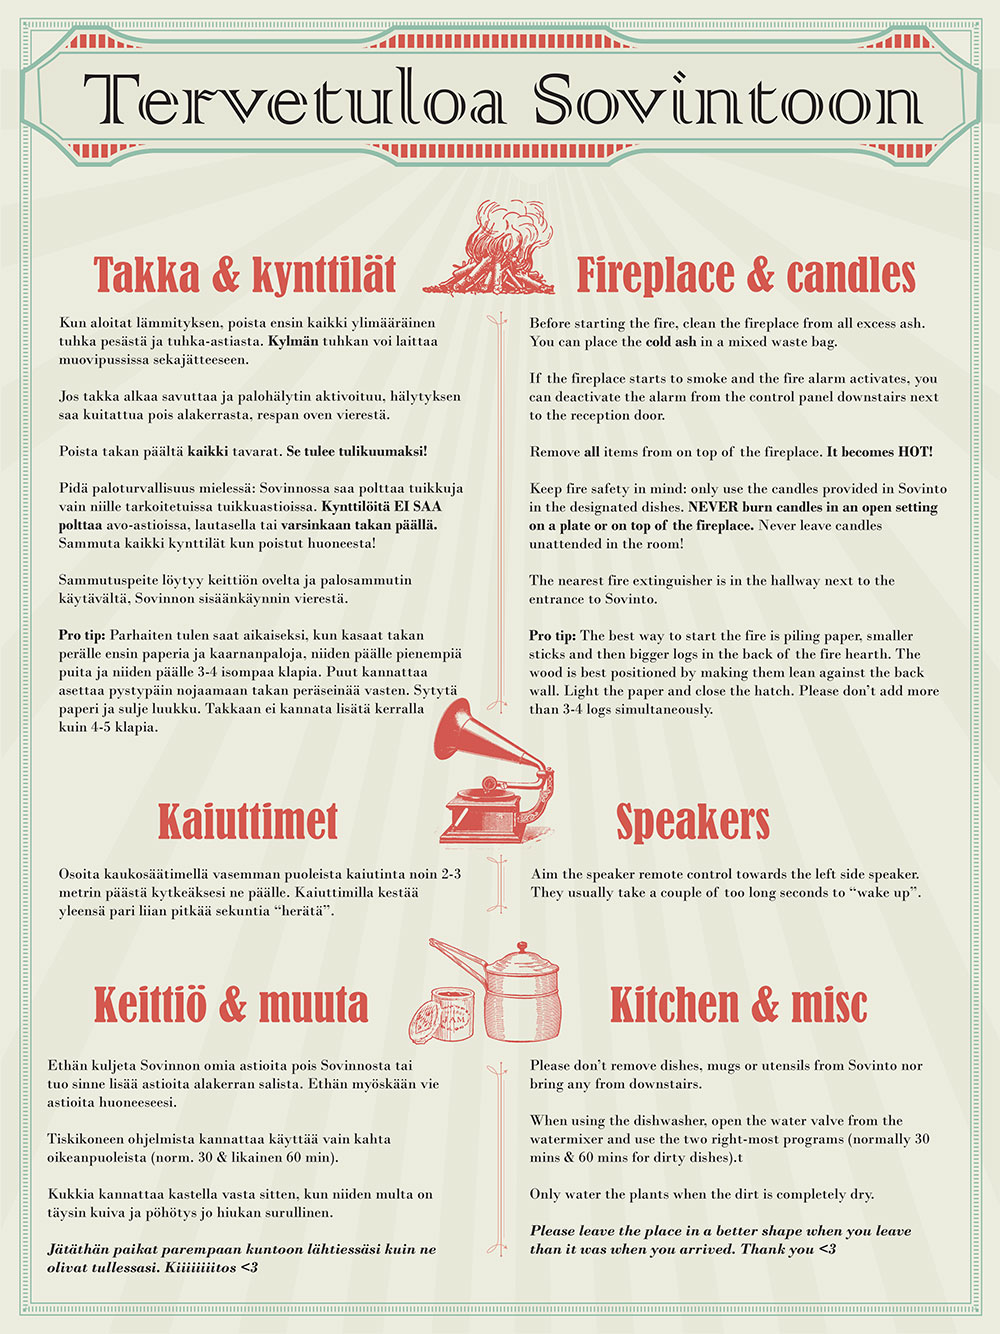 Tervetuloa Sovintoon
Takka & kynttilät
Kun aloitat lämmityksen, poista ensin kaikki ylimääräinen
tuhka pesästä ja tuhka-astiasta. Kylmän tuhkan voi laittaa
muovipussissa sekajätteeseen.
Jos takka alkaa savuttaa ja palohälytin aktivoituu, hälytyksen
saa kuitattua pois alakerrasta, respan oven vierestä.
Poista takan päältä kaikki tavarat. Se tulee tulikuumaksi!
Pidä paloturvallisuus mielessä: Sovinnossa saa polttaa tuikkuja
vain niille tarkoitetuissa tuikkuastioissa. Kynttilöitä EI SAA
polttaa avo-astioissa, lautasella tai varsinkaan takan päällä.
Sammuta kaikki kynttilät kun poistut huoneesta!
Sammutuspeite löytyy keittiön ovelta ja palosammutin
käytävältä, Sovinnon sisäänkäynnin vierestä.
Pro tip: Parhaiten tulen saat aikaiseksi, kun kasaat takan
perälle ensin paperia ja kaarnanpaloja, niiden päälle pienempiä
puita ja niiden päälle 3-4 isompaa klapia. Puut kannattaa
asettaa pystypäin nojaamaan takan peräseinää vasten. Sytytä
paperi ja sulje luukku. Takkaan ei kannata lisätä kerralla
kuin 4-5 klapia.
Fireplace & candles
Before starting the fire, clean the fireplace from all excess ash.
You can place the cold ash in a mixed waste bag.
If the fireplace starts to smoke and the fire alarm activates, you
can deactivate the alarm from the control panel downstairs next
to the reception door.
Remove all items from on top of the fireplace. It becomes HOT!
Keep fire safety in mind: only use the candles provided in Sovinto
in the designated dishes. NEVER burn candles in an open setting
on a plate or on top of the fireplace. Never leave candles
unattended in the room!
The nearest fire extinguisher is in the hallway next to the
entrance to Sovinto.
Pro tip: The best way to start the fire is piling paper, smaller
sticks and then bigger logs in the back of the fire hearth. The
wood is best positioned by making them lean against the back
wall. Light the paper and close the hatch. Please don't add more
than 3-4 logs simultaneously.
Kaiuttimet
Osoita kaukosäätimellä vasemman puoleista kaiutinta noin 2-3
metrin päästä kytkeäksesi ne päälle. Kaiuttimilla kestää
yleensä pari liian pitkää sekuntia “herätä”.
Speakers
Aim the speaker remote control towards the left side speaker.
They usually take a couple of too long seconds to “wake up”.
JAM
Keittiö & muuta
Ethän kuljeta Sovinnon omia astioita pois Sovinnosta tai
tuo sinne lisää astioita alakerran salista. Ethän myöskään vie
astioita huoneeseesi.
Tiskikoneen ohjelmista kannattaa käyttää vain kahta
oikeanpuoleista (norm. 30 & likainen 60 min).
Kukkia kannattaa kastella vasta sitten, kun niiden multa on
täysin kuiva ja pöhötys jo hiukan surullinen.
Jätäthän paikat parempaan kuntoon lähtiessäsi kuin ne
olivat tullessasi. Kiiiiiiiitos <3
Kitchen & misc
Please don't remove dishes, mugs or utensils from Sovinto nor
bring any from downstairs.
When using the dishwasher, open the water valve from the
watermixer and use the two right-most programs (normally 30
mins & 60 mins for dirty dishes).t
Only water the plants when the dirt is completely dry.
Please leave the place in a better shape when you leave
than it was when you arrived. Thank you <3